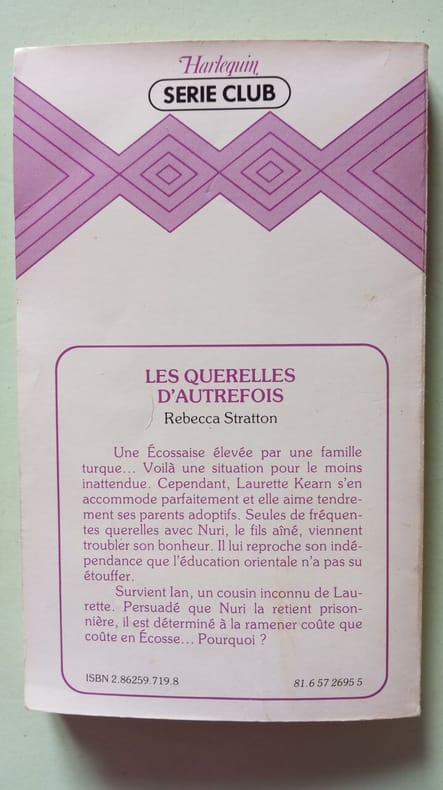 Harlequin
SERIE CLUB
LES QUERELLES
D'AUTREFOIS
Rebecca Stratton
Une Écossaise élevée par une famille
turque... Voilà une situation pour le moins
inattendue. Cependant, Laurette Kearn s'en
accommode parfaitement et elle aime tendre-
ment ses parents adoptifs. Seules de fréquen-
tes querelles avec Nuri, le fils aîné, viennent
troubler son bonheur. Il lui reproche son indé-
pendance que l'éducation orientale n'a pas su
étouffer.
Survient Ian, un cousin inconnu de Lau-
rette. Persuadé que Nuri la retient prison-
nière, il est déterminé à la ramener coûte que
coûte en Écosse... Pourquoi ?
ISBN 2.86259.719.8 81.6 57 2695 5